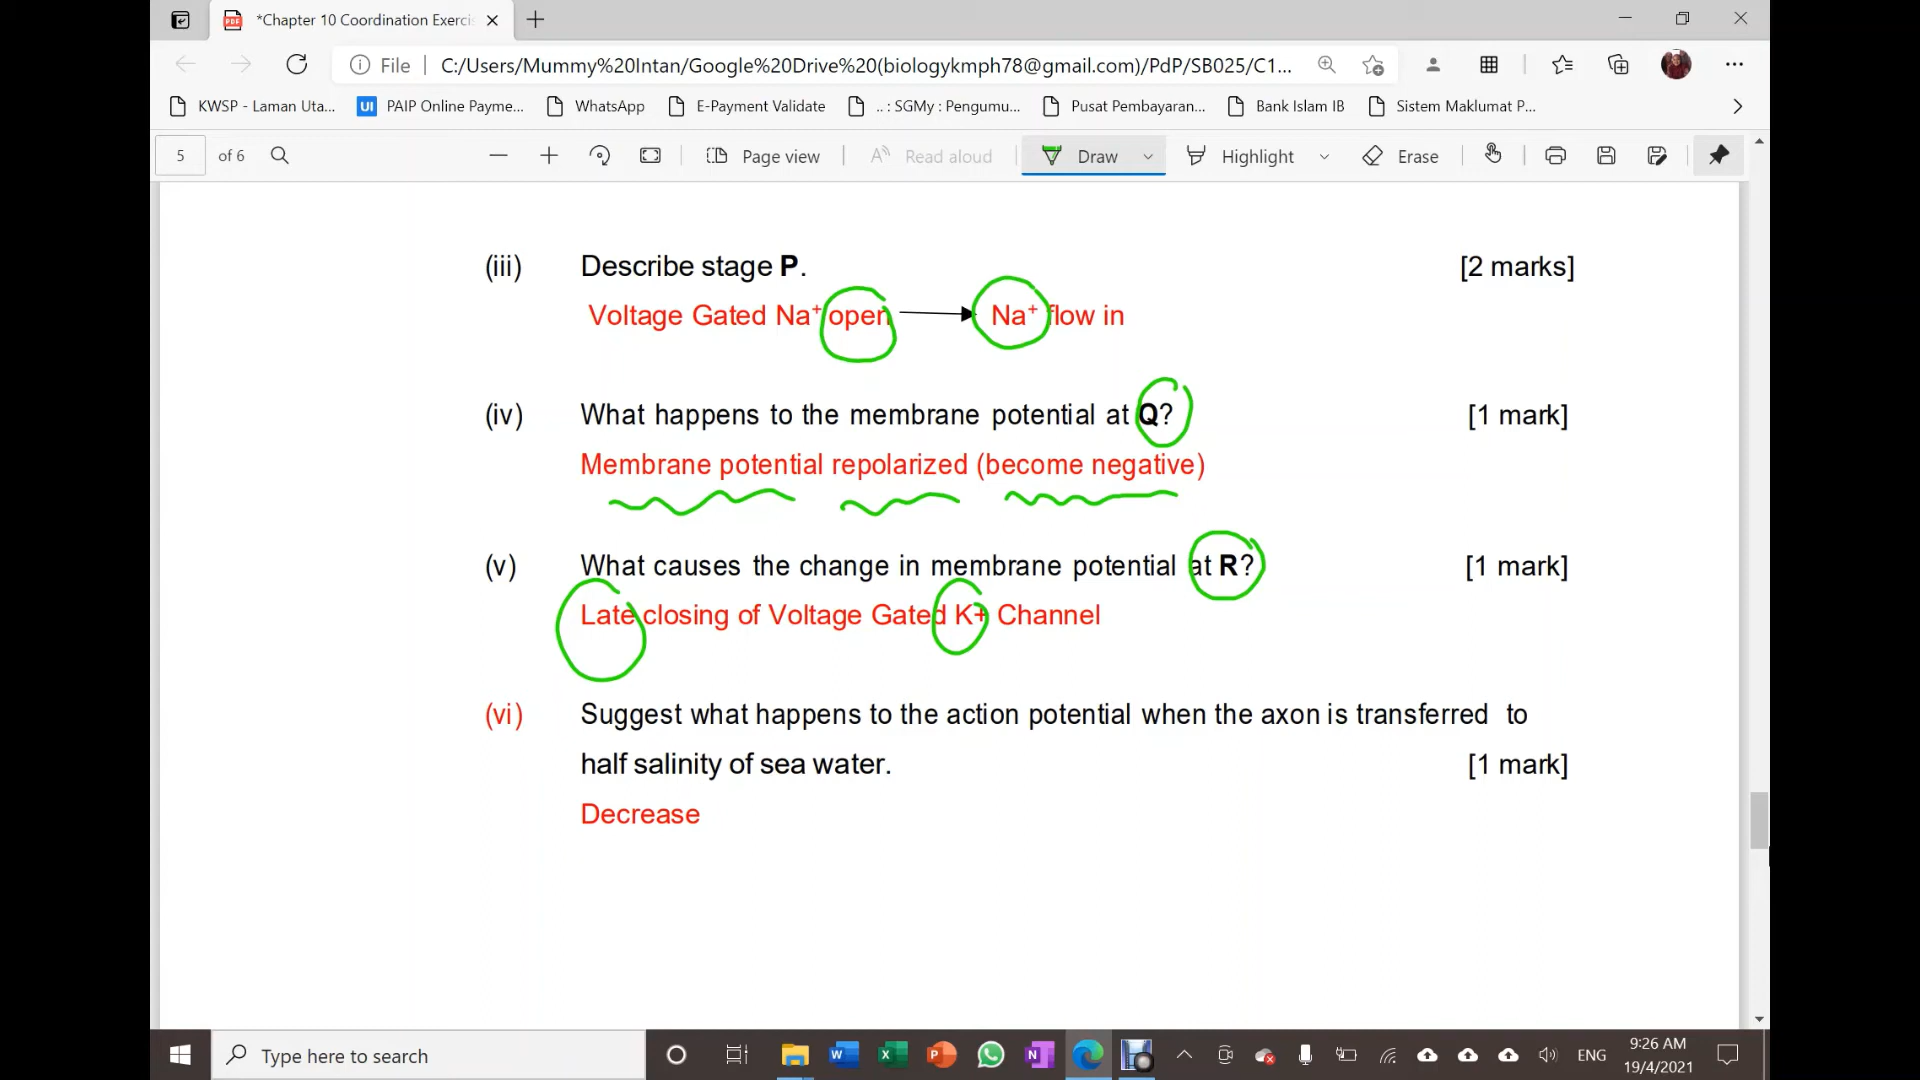 *Chapter 10 Coordination Exerci
File
C:/Users/Mummy%20Intan/Google%20Drive%20(biologykmph78@gmail.com)/PdP/SB025/C1...
KWSP - Laman Uta...
UI PAIP Online Payme...
WhatsApp
E-Payment Validate
.. : SGMy : Pengumu...
Pusat Pembayaran...
Bank Islam IB
Sistem Maklumat P...
5 of 6
Page view
Read aloud
Draw
Highlight
Erase
(iii) Describe stage P. [2 marks]
Voltage Gated Na+ open Na+ flow in
(iv) What happens to the membrane potential at Q? [1 mark]
Membrane potential repolarized (become negative)
(v) What causes the change in membrane potential at R? [1 mark]
Late closing of Voltage Gated K+ Channel
(vi) Suggest what happens to the action potential when the axon is transferred to
half salinity of sea water. [1 mark]
Decrease
Type here to search
ENG
9:26 AM
19/4/2021